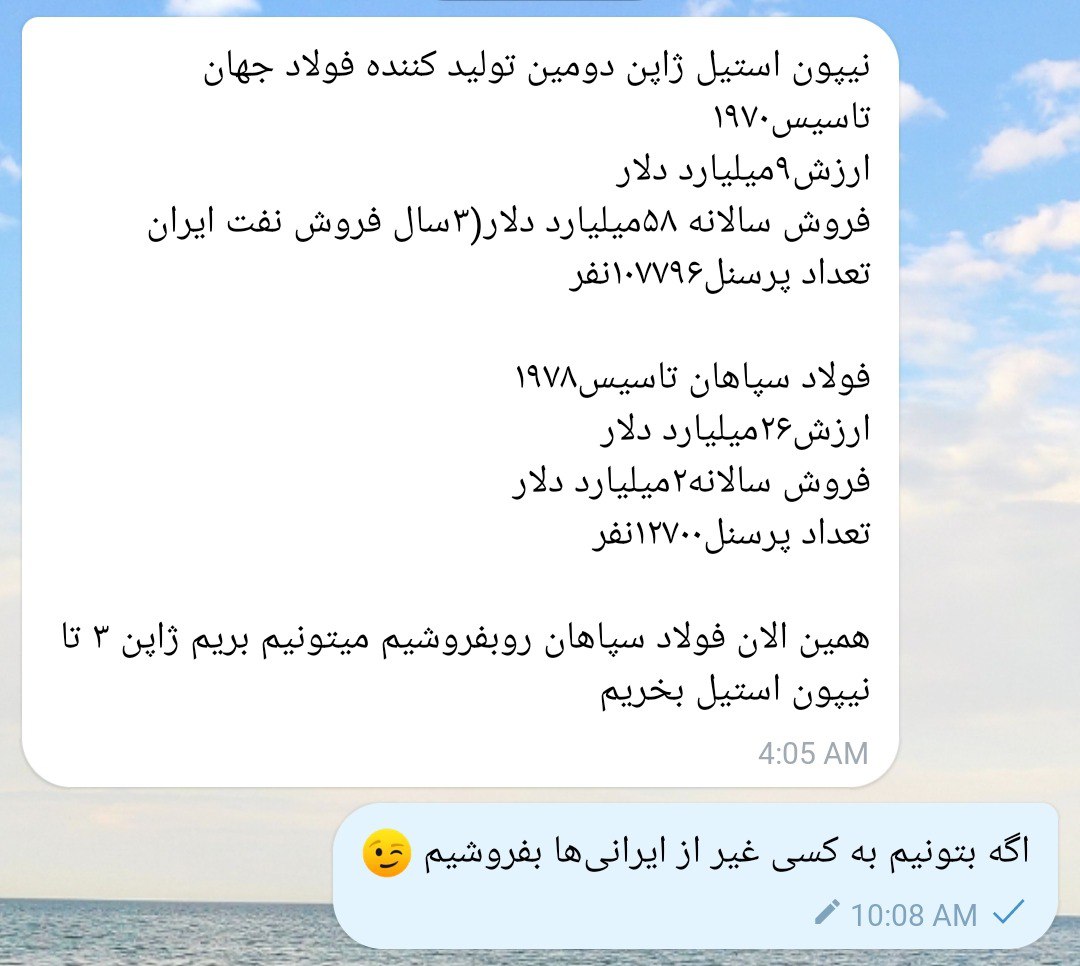 نیپون استیل ژاپن دومین تولید کننده فولاد جهان
تاسیس۱۹۷۰
ارزش۹میلیارد دلار
فروش سالانه ۵۸میلیارد دلار(۳سال فروش نفت ایران
تعداد پرسنل۱۰۷۷۹۶نفر
فولاد سپاهان تاسیس۱۹۷۸
ارزش۲۶میلیارد دلار
فروش سالانه۲میلیارد دلار
تعداد پرسنل۱۲۷۰۰نفر
همین الان فولاد سپاهان روبفروشیم میتونیم بریم ژاپن ۳ تا
نیپون استیل بخریم
4:05 AM
اگه بتونیم به کسی غیر از ایرانی‌ها بفروشیم 😉
10:08 AM